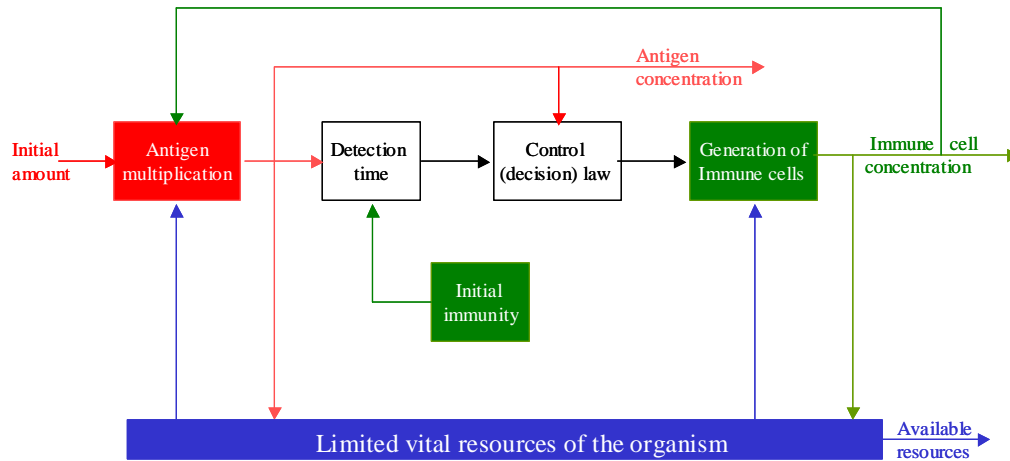 Antigen
concentration
Initial
amount
Antigen
multiplication
Detection
time
Control
(decision) law
Generation of
Immune cells
Immune cell
concentration
Initial
immunity
Limited vital resources of the organism
Available
resources